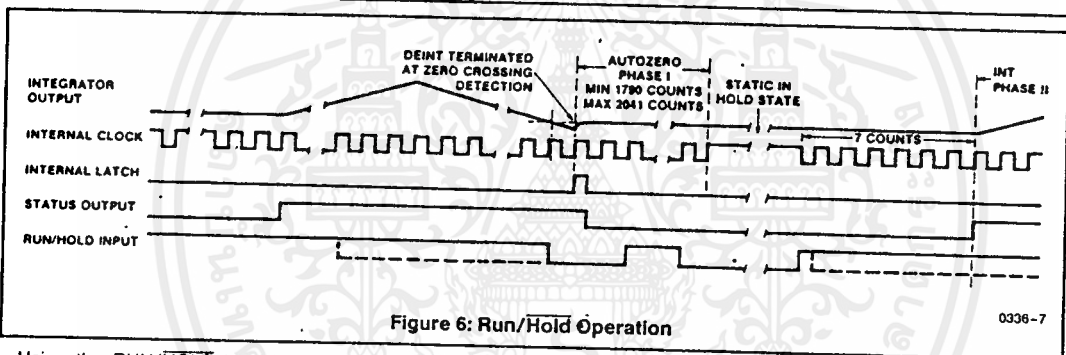 DEINT TERMINATED
AT ZERO CROSSING
DETECTION
AUTOZERO
PHASE I
MIN 1790 COUNTS
MAX 2041 COUNTS
STATIC IN
HOLD STATE
INT
PHASE II
INTEGRATOR
OUTPUT
INTERNAL CLOCK
7 COUNTS
INTERNAL LATCH
STATUS OUTPUT
RUN/HOLD INPUT
Figure 6: Run/Hold Operation
0336-7